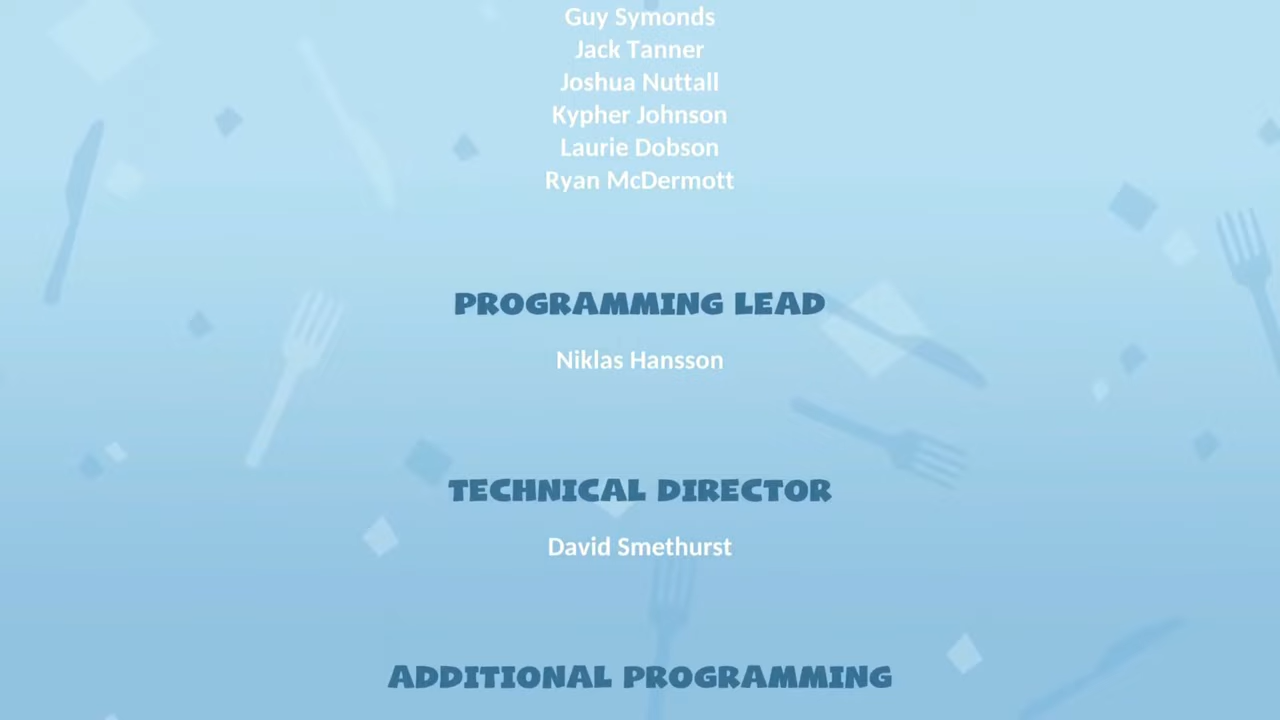 Guy Symonds
Jack Tanner
Joshua Nuttall
Kypher Johnson
Laurie Dobson
Ryan McDermott
PROGRAMMING LEAD
Niklas Hansson
TECHNICAL DIRECTOR
David Smethurst
ADDITIONAL PROGRAMMING